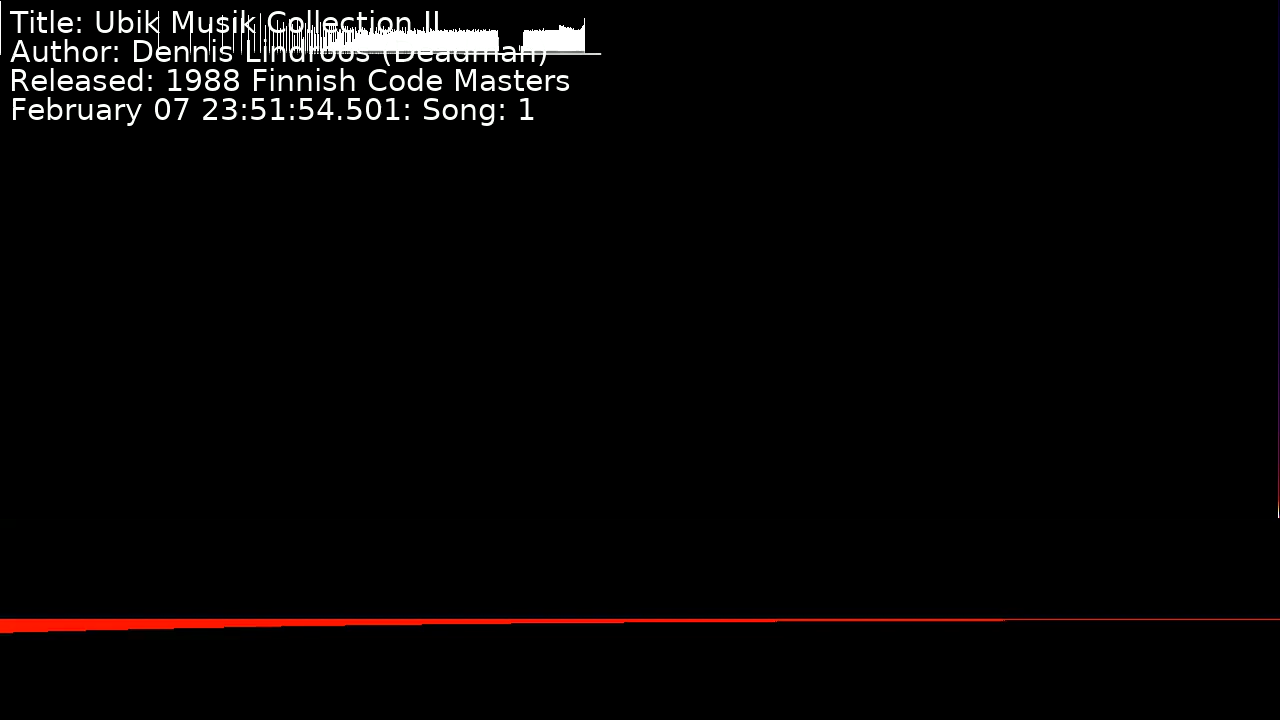 Title: Ubik Musik Collection II
Author: Dennis Lindroos (Deadman)
Released: 1988 Finnish Code Masters
February 07 23:51:54.501: Song: 1